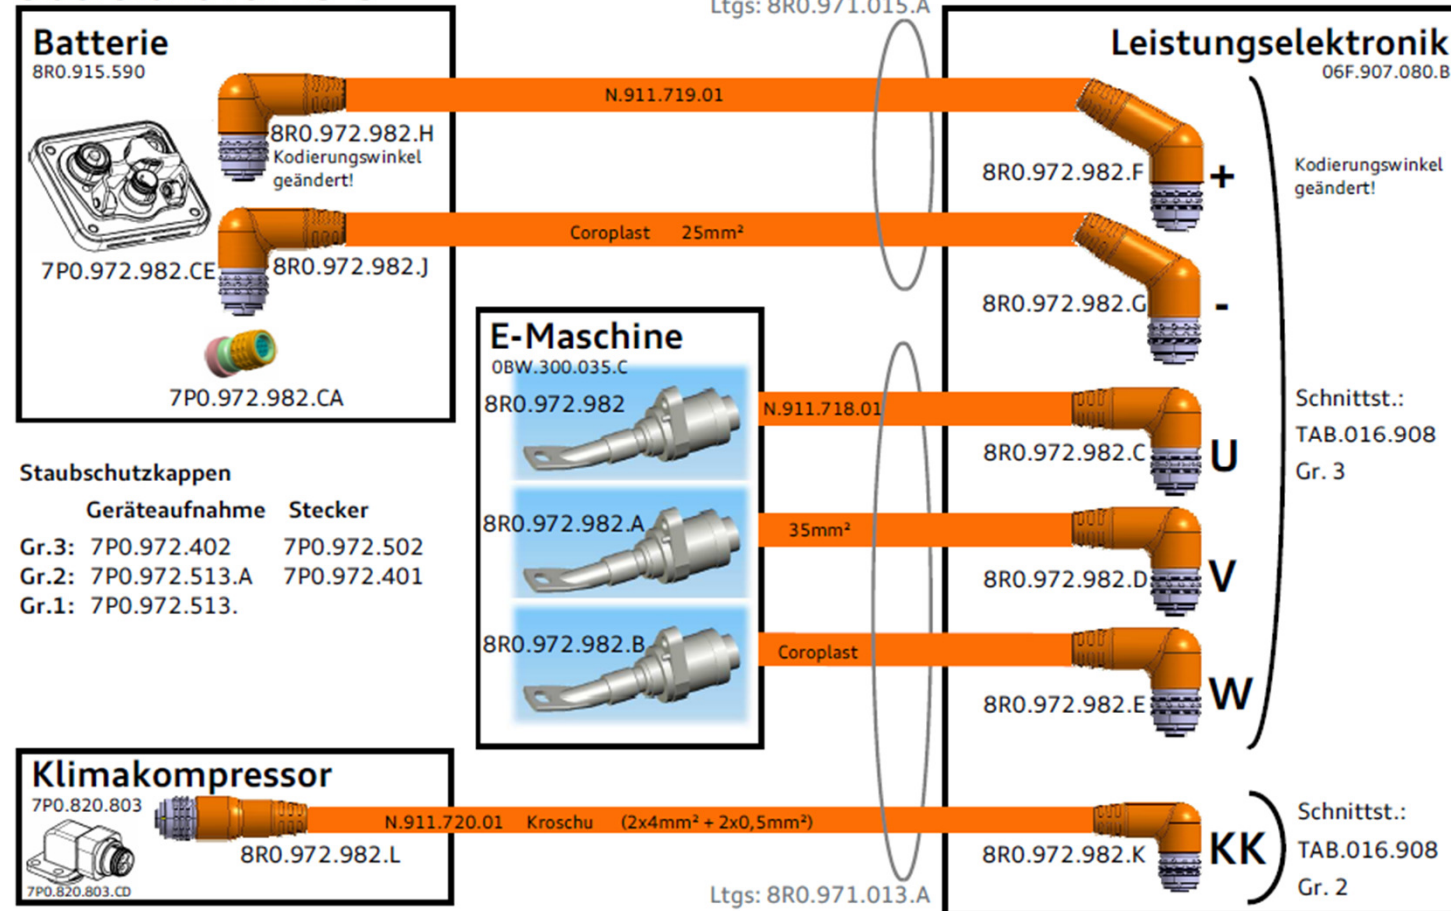 Ltgs: 8R0.971.015.A
Batterie
8R0.915.590
8R0.972.982.H
Kodierungswinkel
geändert!
7P0.972.982.CE
8R0.972.982.J
7P0.972.982.CA
N.911.719.01
Coroplast 25mm²
Leistungselektronik
06F.907.080.B
8R0.972.982.F +
Kodierungswinkel
geändert!
8R0.972.982.G -
E-Maschine
0BW.300.035.C
8R0.972.982
N.911.718.01
8R0.972.982.C U
8R0.972.982.A
35mm²
8R0.972.982.D V
8R0.972.982.B
Coroplast
8R0.972.982.E W
Schnittst.:
TAB.016.908
Gr. 3
Staubschutzkappen
Geräteaufnahme Stecker
Gr.3: 7P0.972.402 7P0.972.502
Gr.2: 7P0.972.513.A 7P0.972.401
Gr.1: 7P0.972.513.
Klimakompressor
7P0.820.803
7P0.820.803.CD
8R0.972.982.L
N.911.720.01 Kroschu (2x4mm² + 2x0,5mm²)
8R0.972.982.K KK
Schnittst.:
TAB.016.908
Gr. 2
Ltgs: 8R0.971.013.A